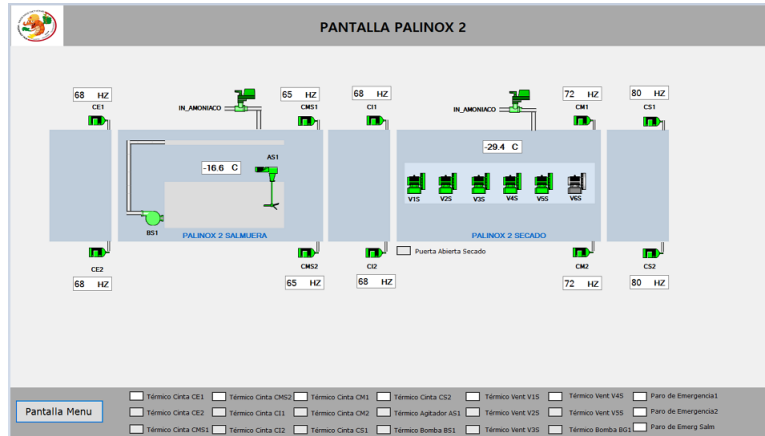 PANTALLA PALINOX 2
68 HZ
CE1
IN_AMONIACO
65 HZ
CMS1
68 HZ
CI1
IN_AMONIACO
72 HZ
CM1
80 HZ
CS1
-16.6 C
AS1
-29.4 C
V1S V2S V3S V4S V5S V6S
BS1
PALINOX 2 SALMUERA
PALINOX 2 SECADO
Puerta Abierta Secado
CE2
68 HZ
CMS2
65 HZ
CI2
68 HZ
CM2
72 HZ
CS2
80 HZ
Pantalla Menu
Térmico Cinta CE1 Térmico Cinta CMS2 Térmico Cinta CM1 Térmico Cinta CS2 Térmico Vent V1S Térmico Vent V4S Paro de Emergencia1
Térmico Cinta CE2 Térmico Cinta CI1 Térmico Cinta CM2 Térmico Agitador AS1 Térmico Vent V2S Térmico Vent V5S Paro de Emergencia2
Térmico Cinta CMS1 Térmico Cinta CI2 Térmico Cinta CS1 Térmico Bomba BS1 Térmico Vent V3S Térmico Bomba BG1 Paro de Emerg Salm